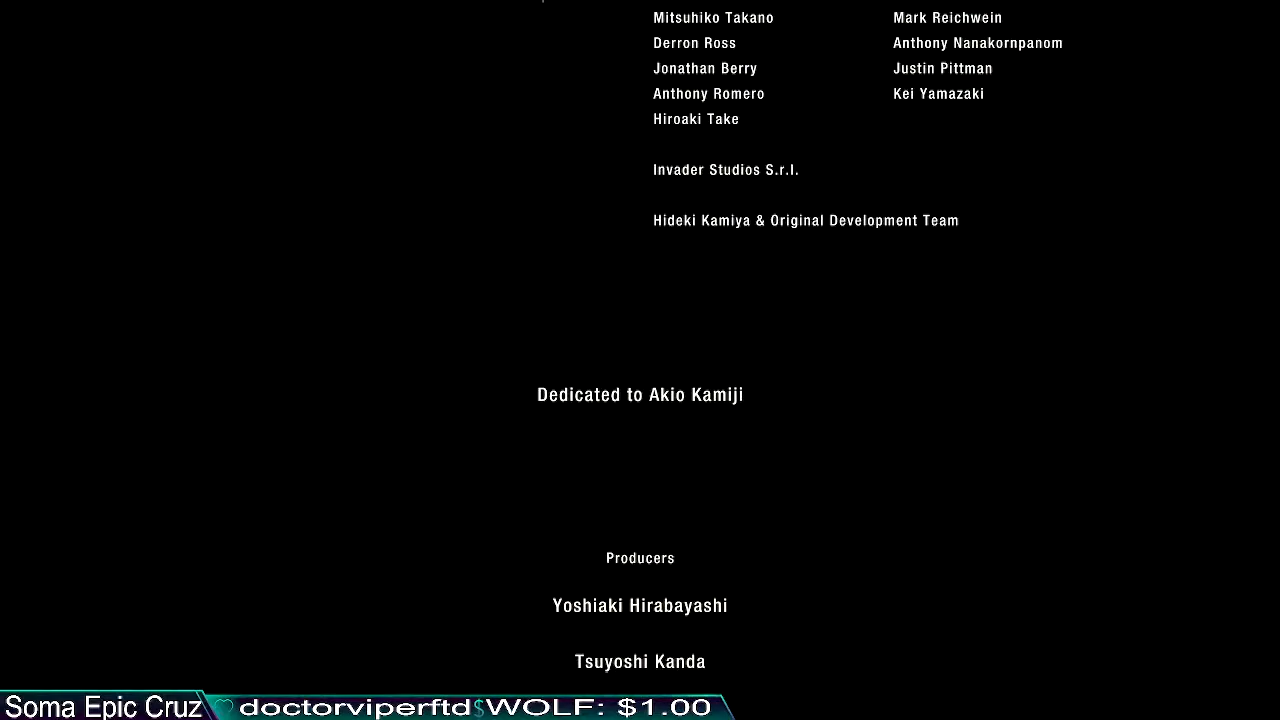 Mitsuhiko Takano Mark Reichwein
Derron Ross Anthony Nanakornpanom
Jonathan Berry Justin Pittman
Anthony Romero Kei Yamazaki
Hiroaki Take
Invader Studios S.r.l.
Hideki Kamiya & Original Development Team
Dedicated to Akio Kamiji
Producers
Yoshiaki Hirabayashi
Tsuyoshi Kanda
Soma Epic Cruz doctorviperftd $WOLF: $1.00